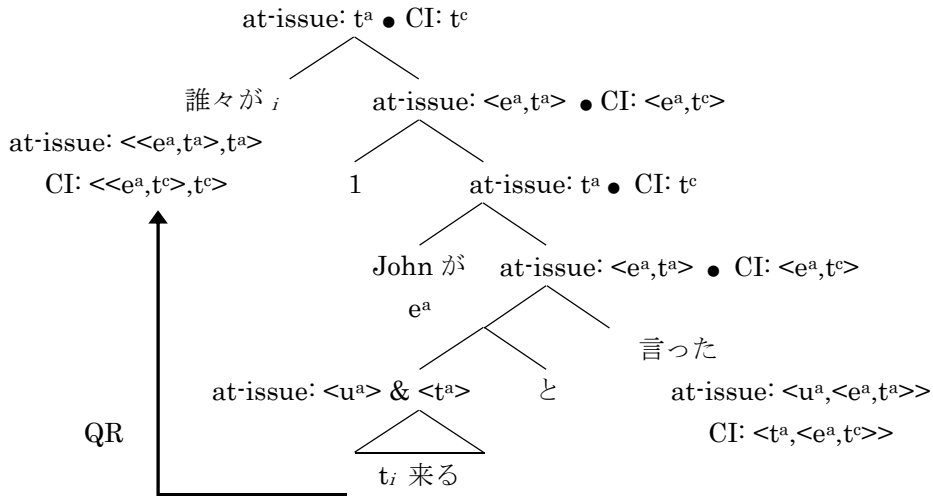 at-issue: tᵃ ● CI: tᶜ
誰々が ᵢ at-issue: <eᵃ,tᵃ> ● CI: <eᵃ,tᶜ>
at-issue: <<eᵃ,tᵃ>,tᵃ>
CI: <<eᵃ,tᶜ>,tᶜ> 1 at-issue: tᵃ ● CI: tᶜ
John が at-issue: <eᵃ,tᵃ> ● CI: <eᵃ,tᶜ>
eᵃ
言った
at-issue: <uᵃ> & <tᵃ> と at-issue: <uᵃ,<eᵃ,tᵃ>>
QR CI: <tᵃ,<eᵃ,tᶜ>>
tᵢ 来る